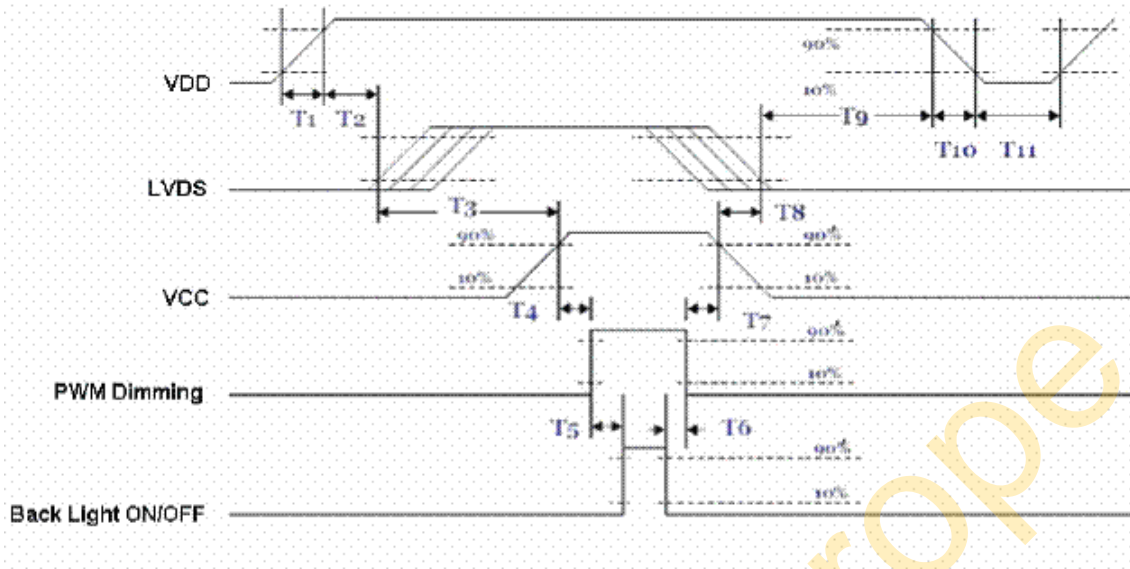 90%
VDD
10%
T1 T2 T9
T10 T11
LVDS
T3 T8
90% 90%
10% 10%
VCC
T4 T7
90%
10%
PWM Dimming
T5 T6
90%
10%
Back Light ON/OFF
rope